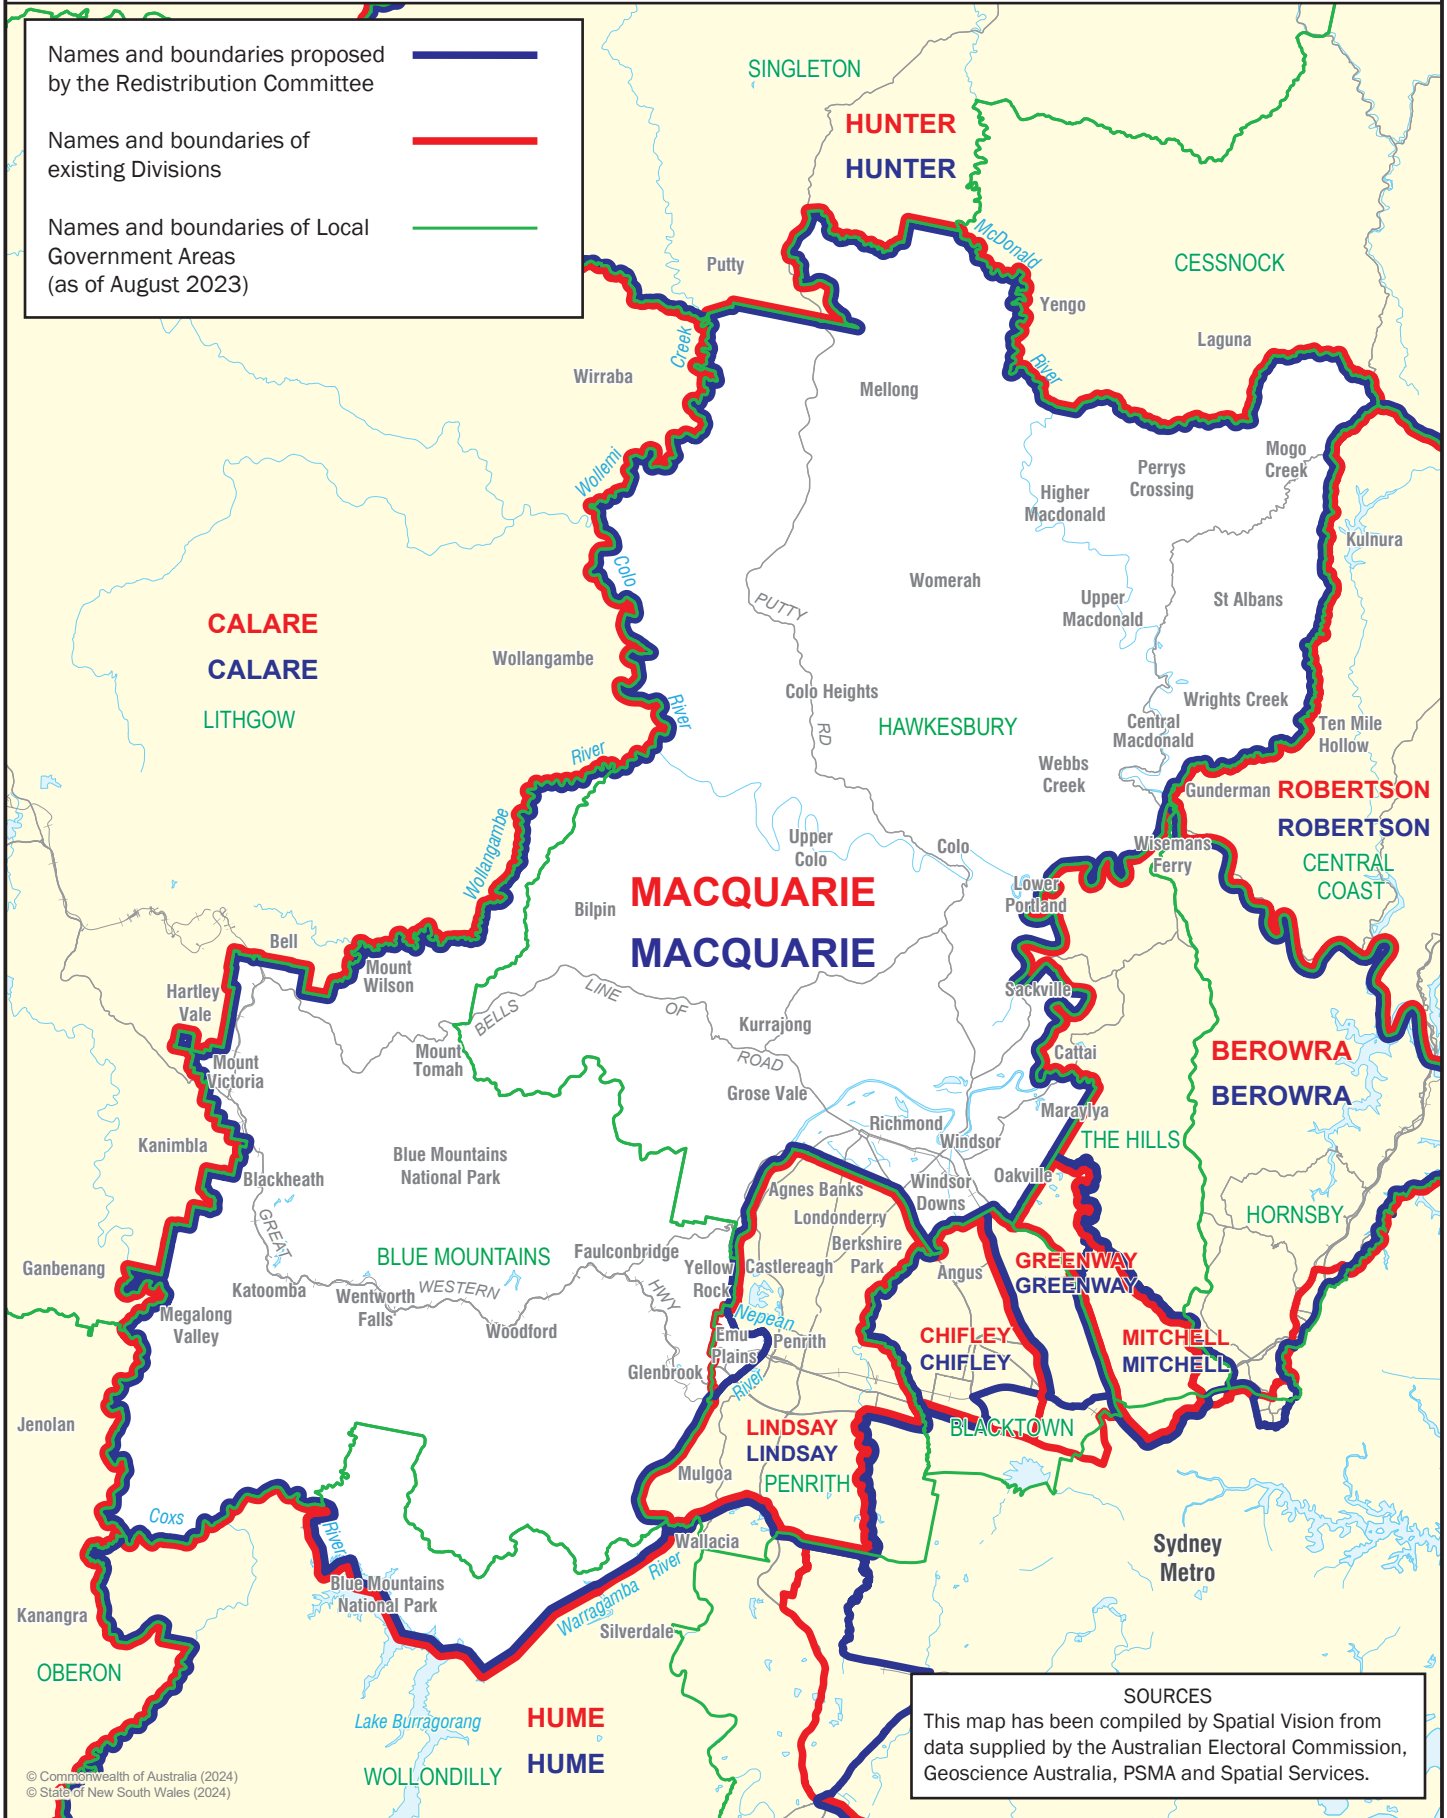 Names and boundaries proposed
by the Redistribution Committee
Names and boundaries of
existing Divisions
Names and boundaries of Local
Government Areas
(as of August 2023)
SINGLETON
HUNTER
HUNTER
McDonald
CESSNOCK
Putty
Yengo
Laguna
Creek
River
Wirraba
Mellong
Mogo
Creek
Perrys
Crossing
Wollemi
Higher
Macdonald
Kulnura
Colo
Womerah
PUTTY
Upper
Macdonald
St Albans
CALARE
CALARE
LITHGOW
Wollangambe
Colo Heights
River
RD
HAWKESBURY
Wrights Creek
Central
Macdonald
Ten Mile
Hollow
River
Webbs
Creek
Gunderman
ROBERTSON
ROBERTSON
Wollangambe
Upper
Colo
Colo
Wisemans
Ferry
CENTRAL
COAST
Lower
Portland
MACQUARIE
MACQUARIE
Bilpin
Bell
Mount
Wilson
Hartley
Vale
Sackville
BELLS
LINE
OF
ROAD
Kurrajong
Mount
Victoria
Mount
Tomah
Cattai
BEROWRA
BEROWRA
Grose Vale
Maraylya
Richmond
Windsor
THE HILLS
Kanimbla
Blue Mountains
National Park
Blackheath
Windsor
Downs
Oakville
Agnes Banks
Londonderry
Berkshire
Park
HORNSBY
GREAT
BLUE MOUNTAINS
Faulconbridge
Yellow
Rock
Castlereagh
Angus
GREENWAY
GREENWAY
Ganbenang
Katoomba
Wentworth
Falls
WESTERN
HWY
Megalong
Valley
Woodford
Nepean
Emu
Plains
Penrith
CHIFLEY
CHIFLEY
MITCHELL
MITCHELL
Glenbrook
River
Jenolan
LINDSAY
LINDSAY
BLACKTOWN
Mulgoa
PENRITH
Coxs
River
Wallacia
Sydney
Metro
Blue Mountains
National Park
Warragamba
River
Kanangra
Silverdale
OBERON
Lake Burragorang
HUME
HUME
WOLLONDILLY
SOURCES
This map has been compiled by Spatial Vision from
data supplied by the Australian Electoral Commission,
Geoscience Australia, PSMA and Spatial Services.
© Commonwealth of Australia (2024)
© State of New South Wales (2024)